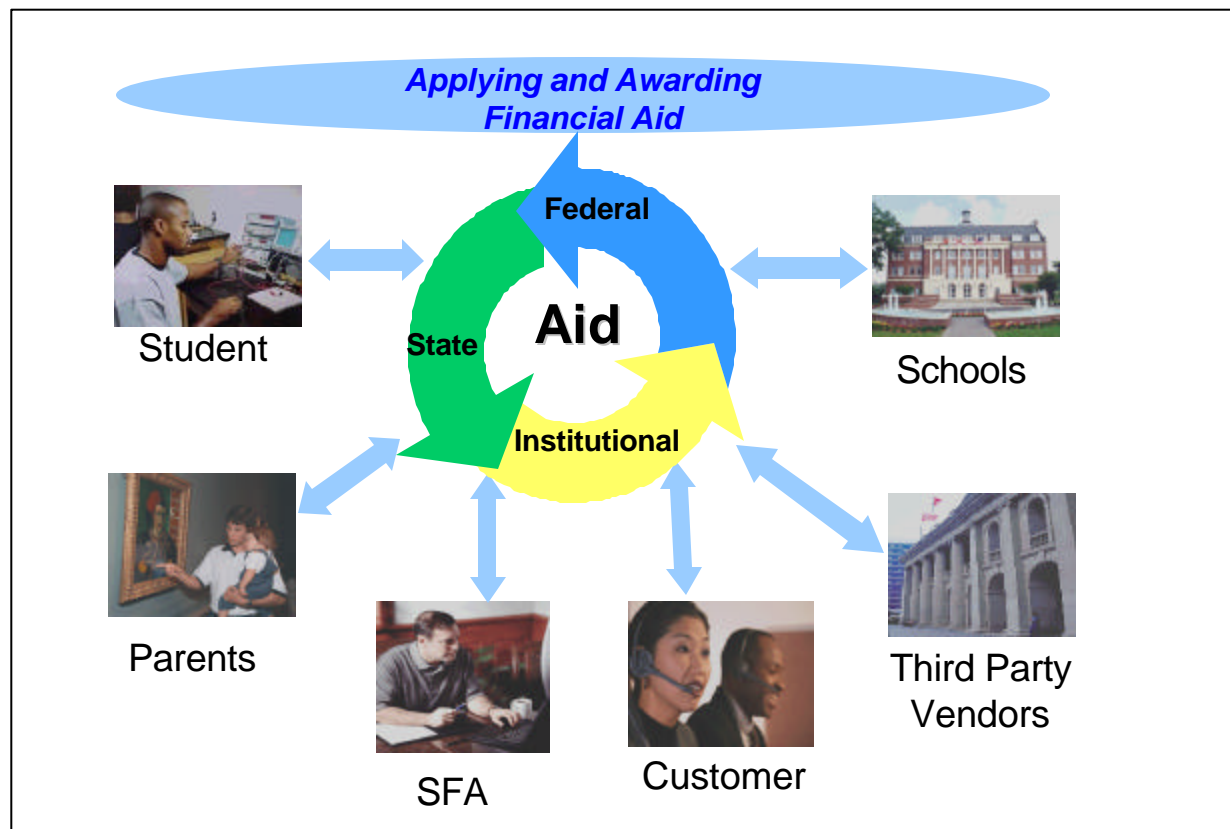 Applying and Awarding
Financial Aid
Federal
Aid
State
Institutional
Student
Schools
Parents
SFA
Customer
Third Party
Vendors